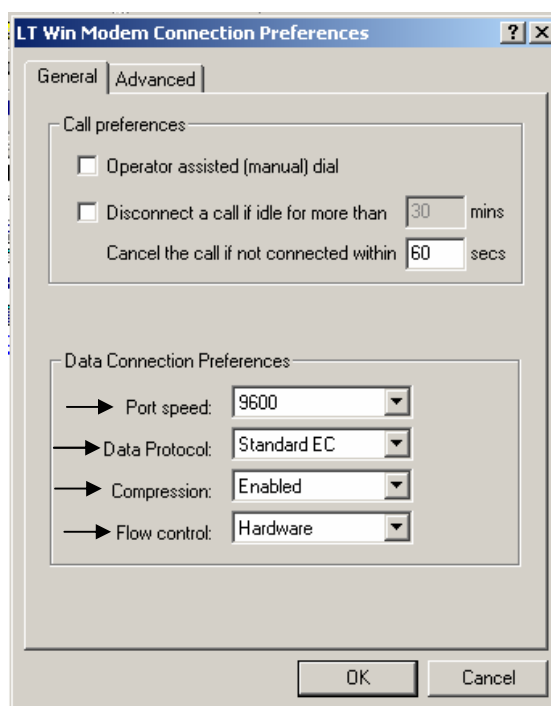 LT Win Modem Connection Preferences
General Advanced
Call preferences
Operator assisted (manual) dial
Disconnect a call if idle for more than 30 mins
Cancel the call if not connected within 60 secs
Data Connection Preferences
Port speed: 9600
Data Protocol: Standard EC
Compression: Enabled
Flow control: Hardware
OK Cancel